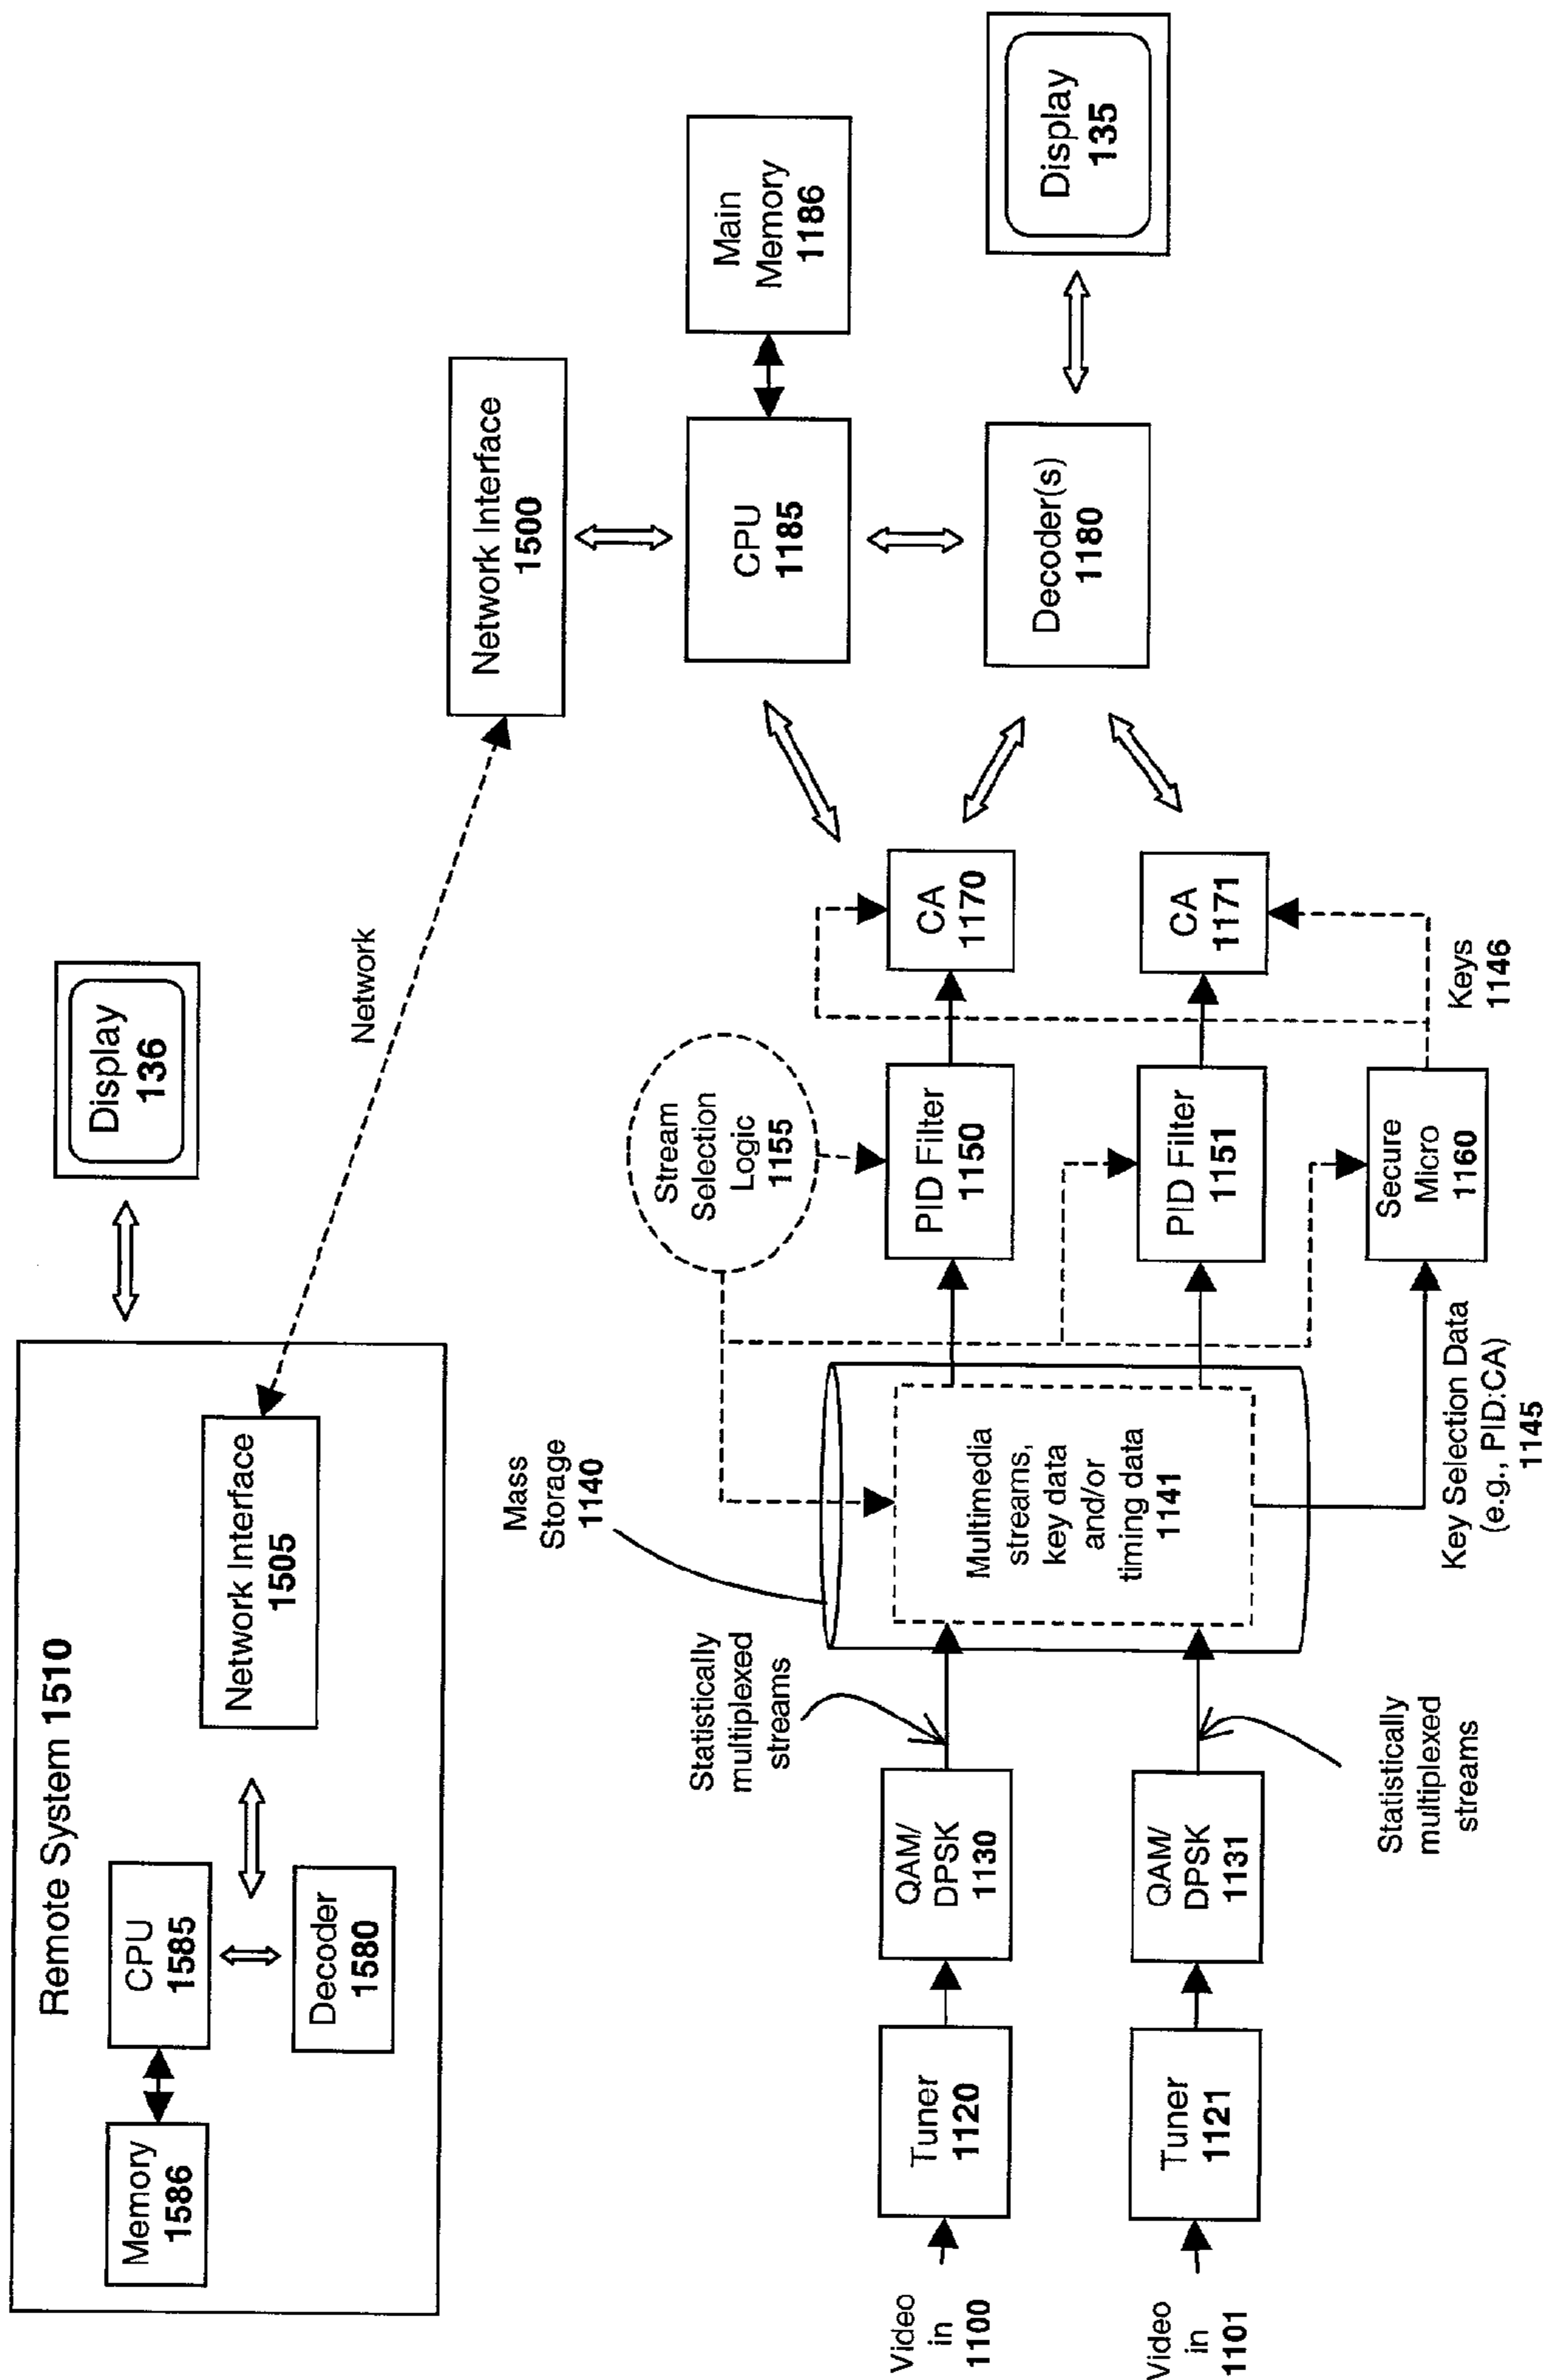 Remote System 1510
Memory
1586
CPU
1585
Decoder
1580
Network Interface
1505
Display
136
Network
Network Interface
1500
CPU
1185
Main
Memory
1186
Decoder(s)
1180
Display
135
Video
in
1100
Tuner
1120
QAM/
DPSK
1130
Statistically
multiplexed
streams
Mass
Storage
1140
Multimedia
streams,
key data
and/or
timing data
1141
Stream
Selection
Logic
1155
PID Filter
1150
CA
1170
Video
in
1101
Tuner
1121
QAM/
DPSK
1131
Statistically
multiplexed
streams
PID Filter
1151
CA
1171
Key Selection Data
(e.g., PID:CA)
1145
Secure
Micro
1160
Keys
1146